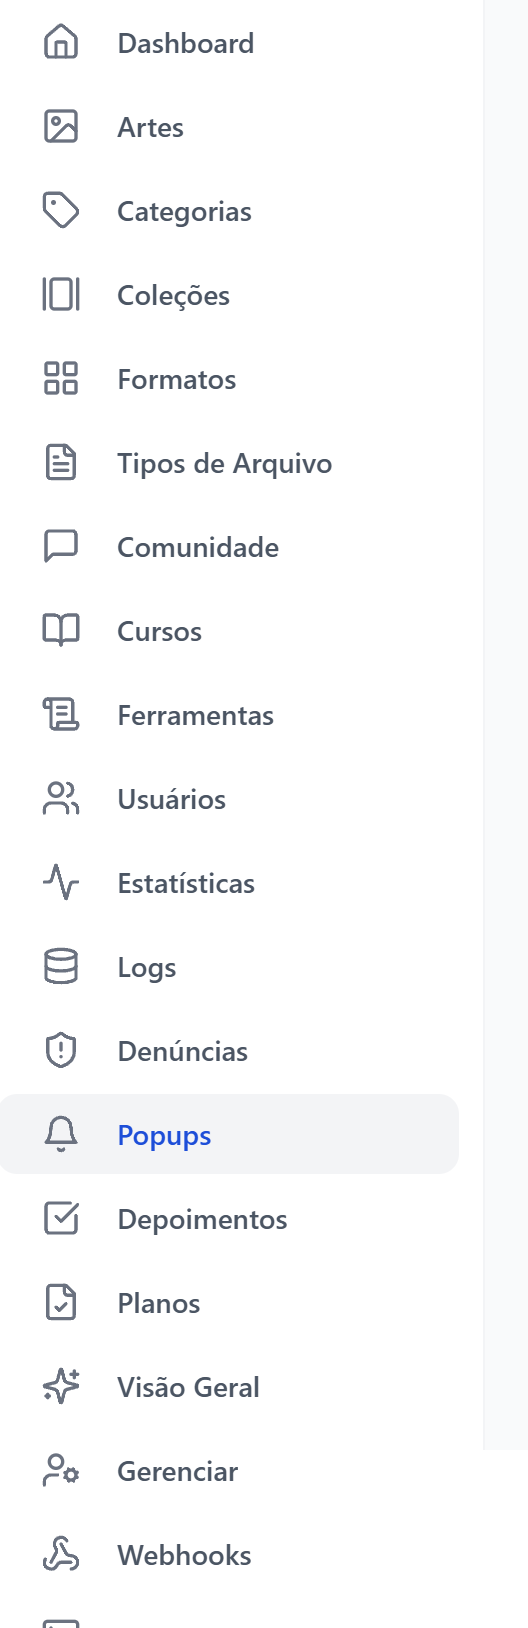 Dashboard
Artes
Categorias
Coleções
Formatos
Tipos de Arquivo
Comunidade
Cursos
Ferramentas
Usuários
Estatísticas
Logs
Denúncias
Popups
Depoimentos
Planos
Visão Geral
Gerenciar
Webhooks